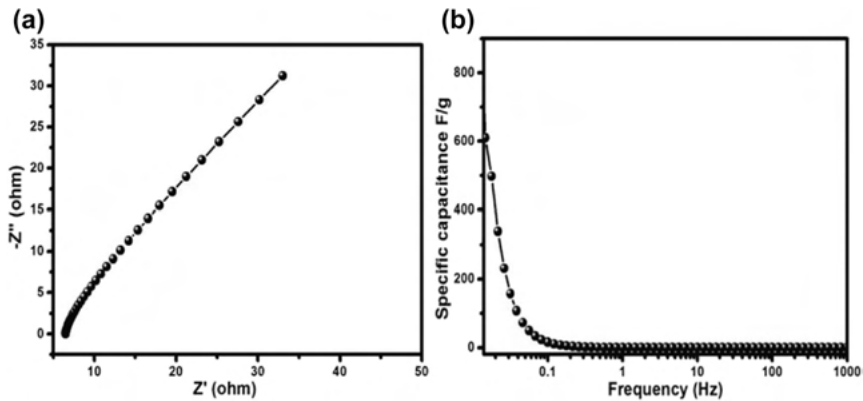 (a)
35
30
25
20
15
10
5
0
-Z'' (ohm)
10 20 30 40 50
Z' (ohm)
(b)
800
600
400
200
0
Specific capacitance F/g
0.1 1 10 100 1000
Frequency (Hz)